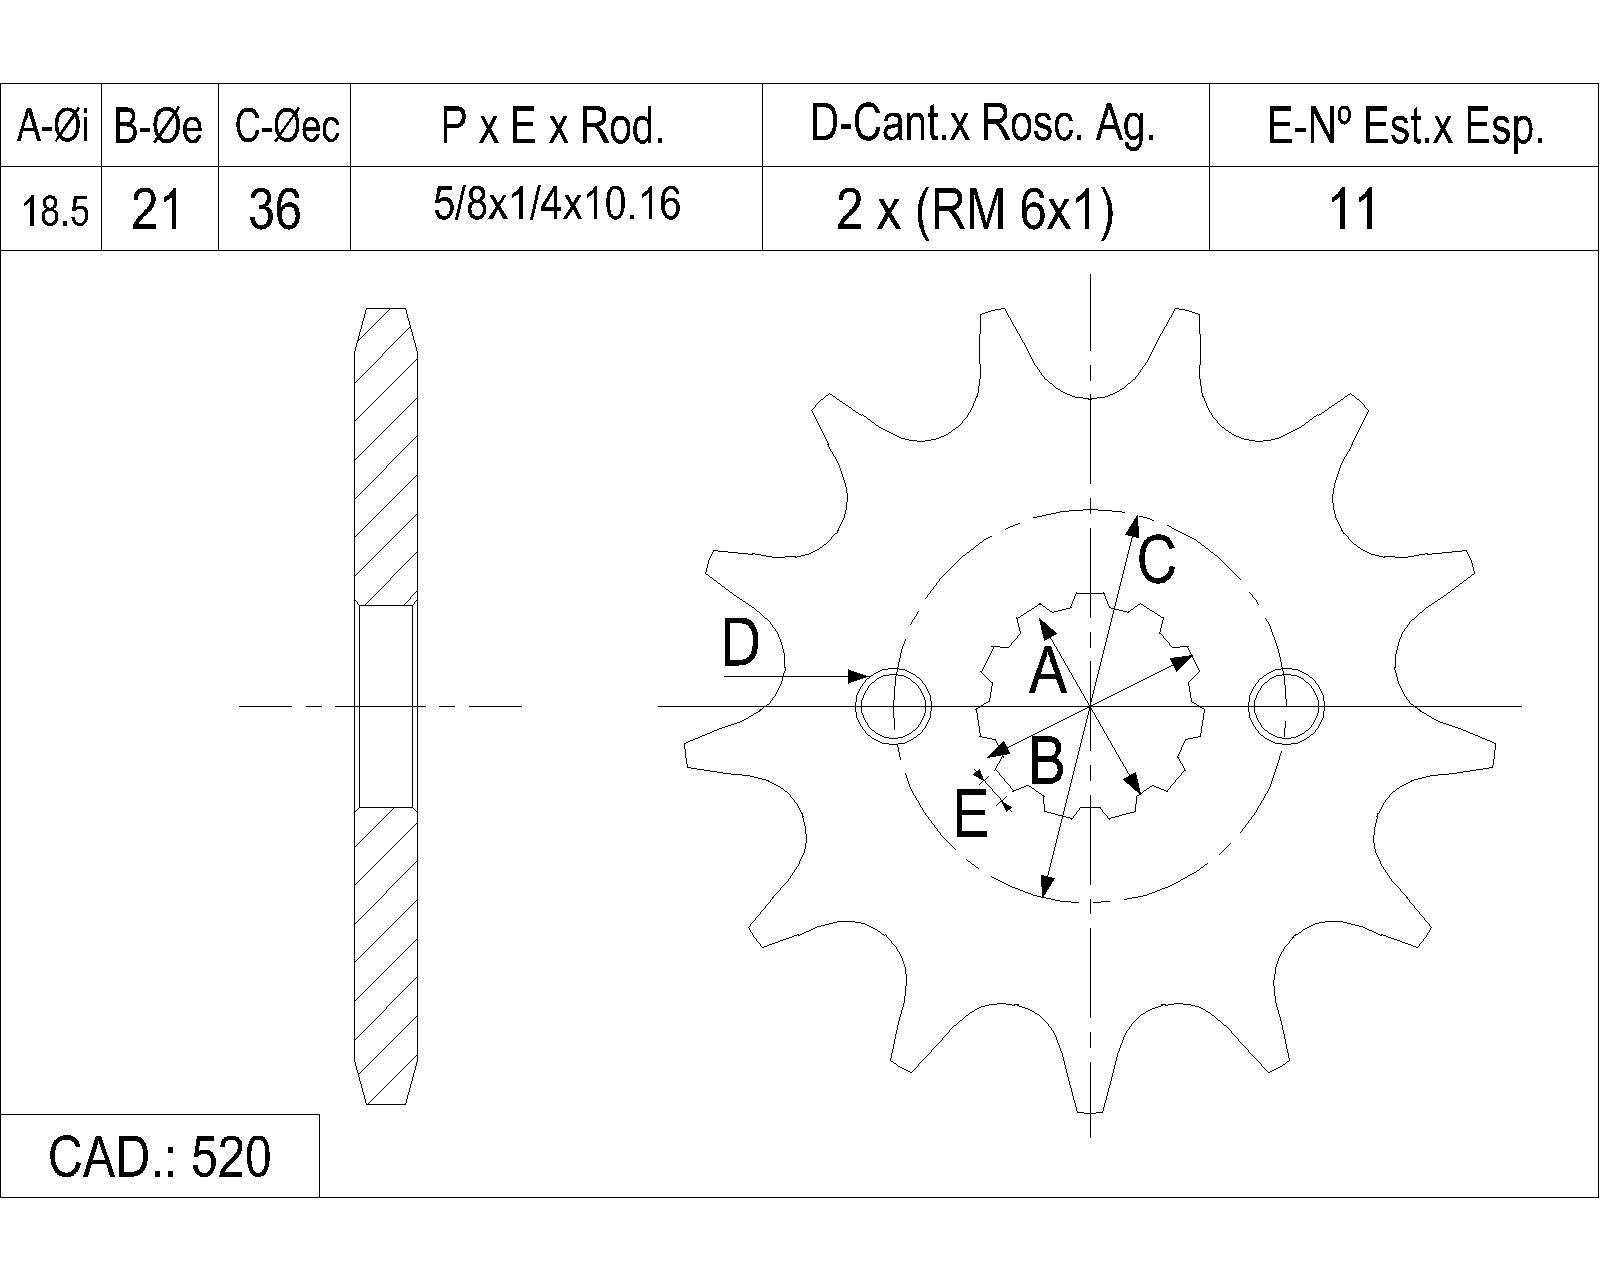 A-Øi B-Øe C-Øec P x E x Rod. D-Cant.x Rosc. Ag. E-Nº Est.x Esp.
18.5 21 36 5/8x1/4x10.16 2 x (RM 6x1) 11
C
D
A
B
E
CAD.: 520